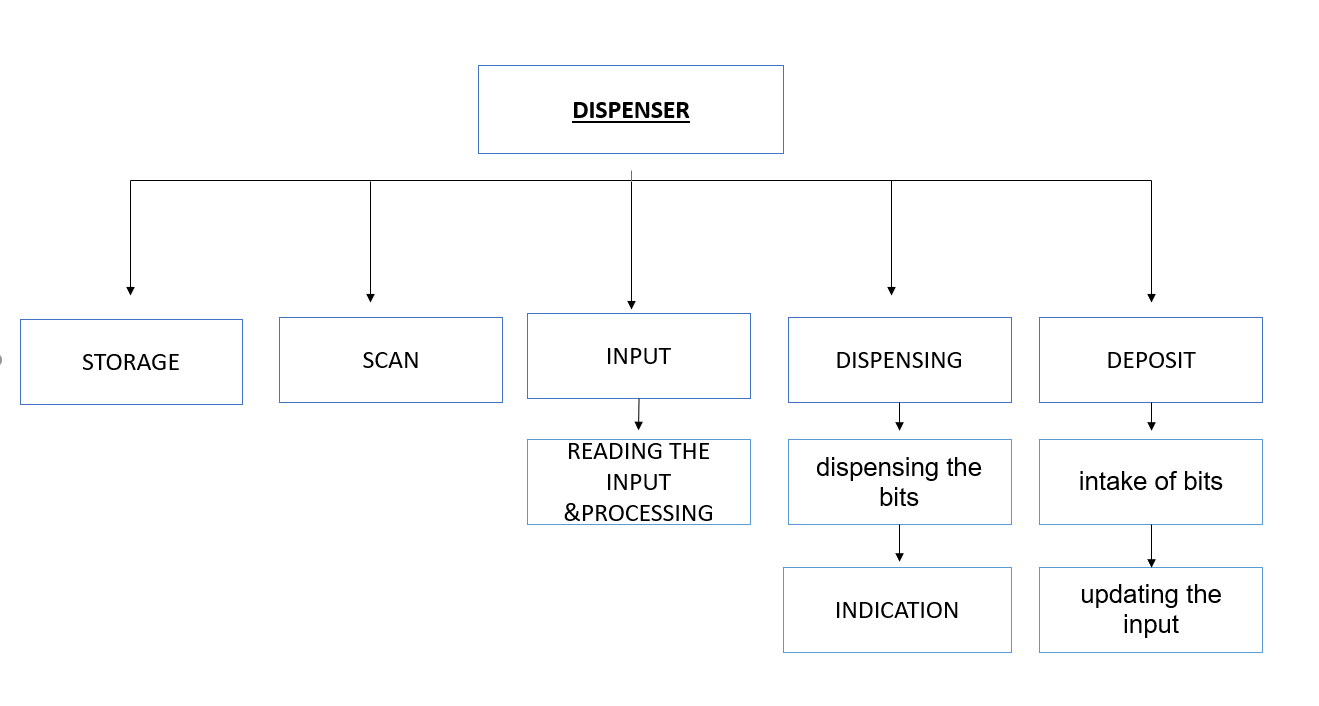 DISPENSER
STORAGE
SCAN
INPUT
DISPENSING
DEPOSIT
READING THE
INPUT
&PROCESSING
dispensing the
bits
intake of bits
INDICATION
updating the
input